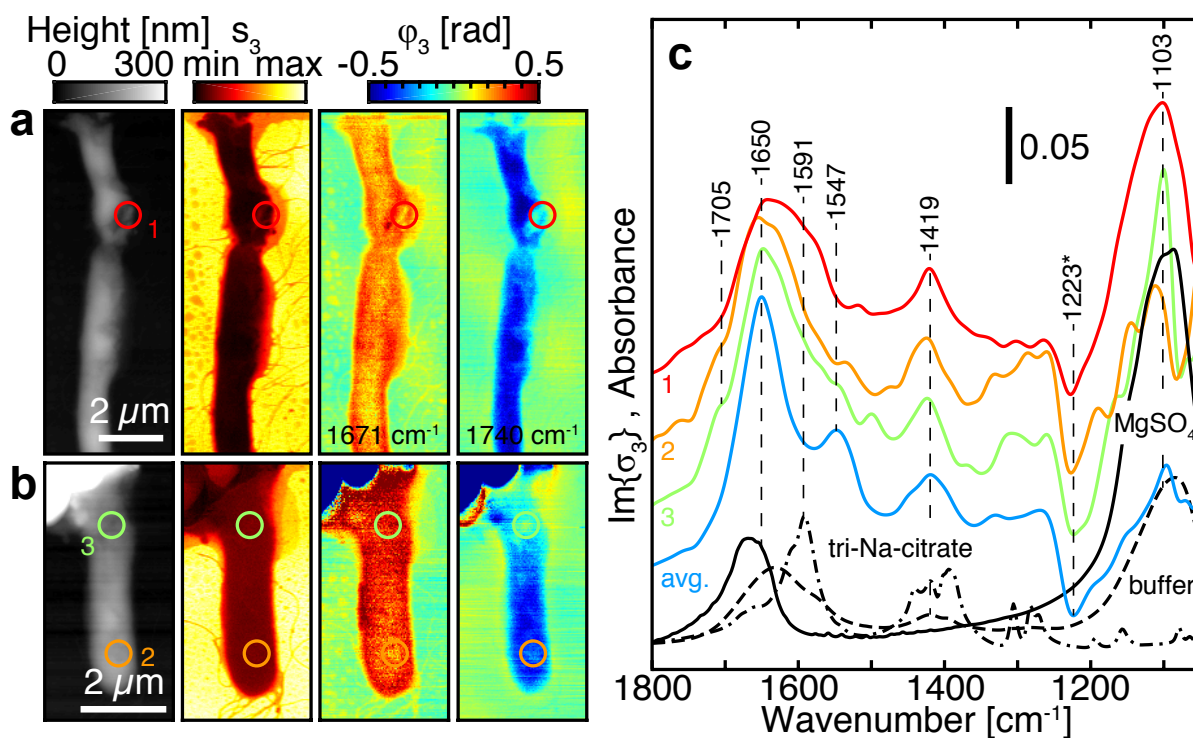 Height [nm] s3 φ3 [rad]
0 300 min max -0.5 0.5
a
1
2 µm
1671 cm-1
1740 cm-1
b
3
2
2 µm
c
0.05
1705
1650
1591
1547
1419
1223*
1103
1
2
3
avg.
MgSO4
tri-Na-citrate
buffer
Im{σ3}, Absorbance
1800 1600 1400 1200
Wavenumber [cm-1]